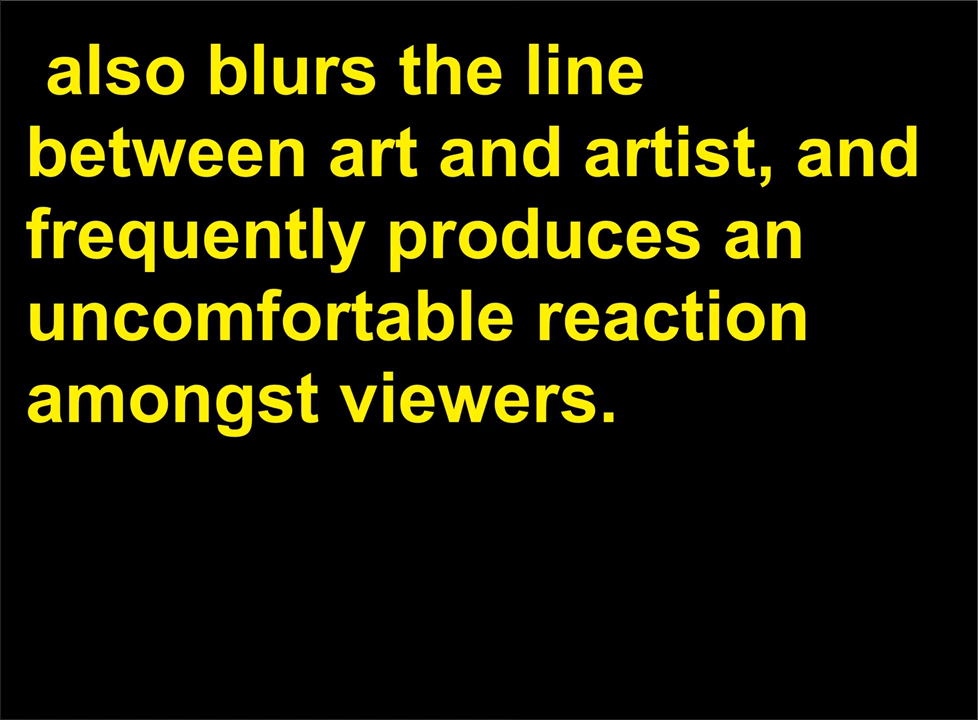 also blurs the line
between art and artist, and
frequently produces an
uncomfortable reaction
amongst viewers.